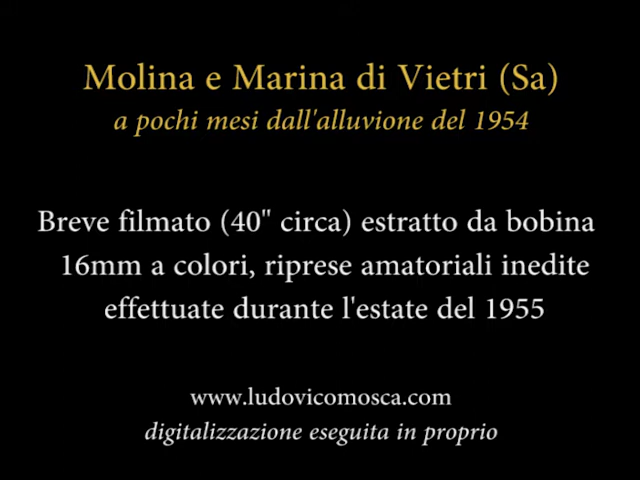 Molina e Marina di Vietri (Sa)
a pochi mesi dall'alluvione del 1954
Breve filmato (40" circa) estratto da bobina
16mm a colori, riprese amatoriali inedite
effettuate durante l'estate del 1955
www.ludovicomosca.com
digitalizzazione eseguita in proprio